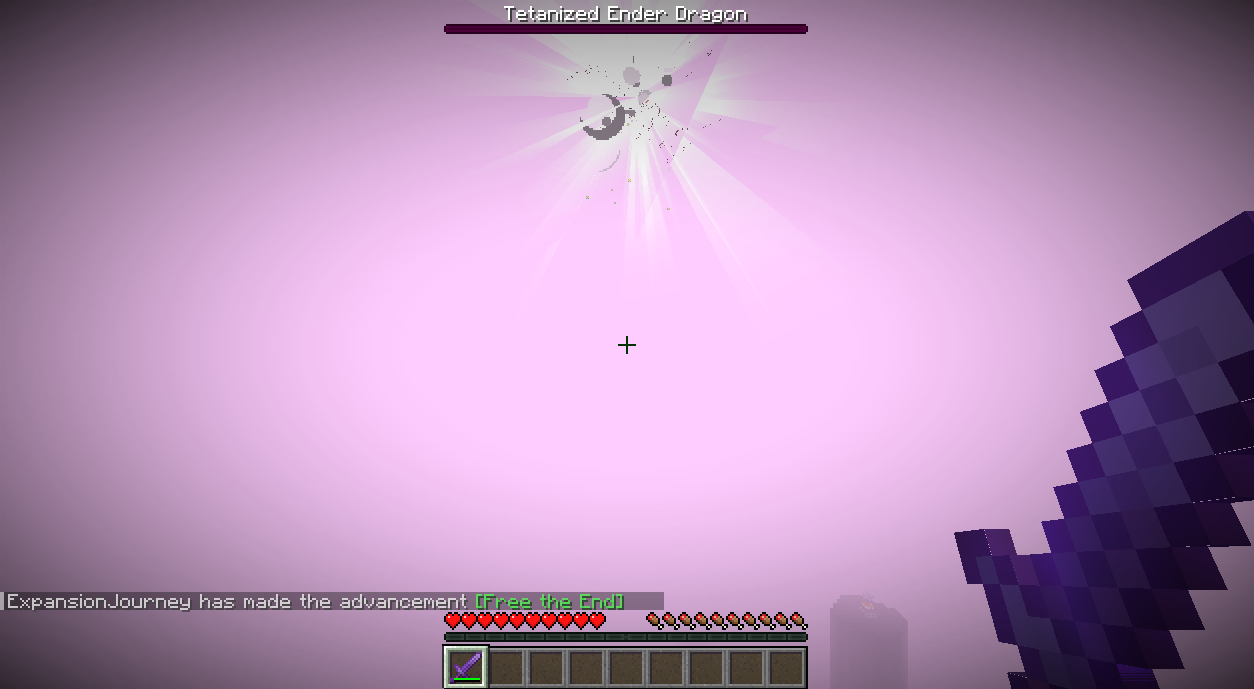 Tetanized Ender Dragon
ExpansionJourney has made the advancement [Free the End]